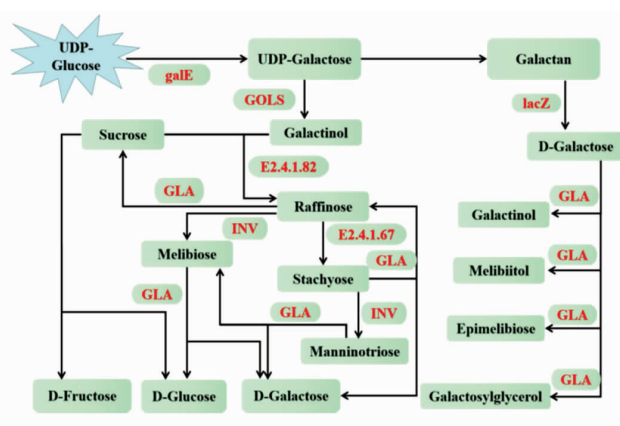 UDP-
Glucose
galE
UDP-Galactose
Galactan
GOLS
lacZ
Sucrose
Galactinol
D-Galactose
E2.4.1.82
GLA
GLA
Raffinose
Galactinol
INV
E2.4.1.67
Melibiose
GLA
GLA
Stachyose
Melibiitol
GLA
GLA
INV
GLA
Epimelibiose
Manninotriose
GLA
D-Fructose
D-Glucose
D-Galactose
Galactosylglycerol